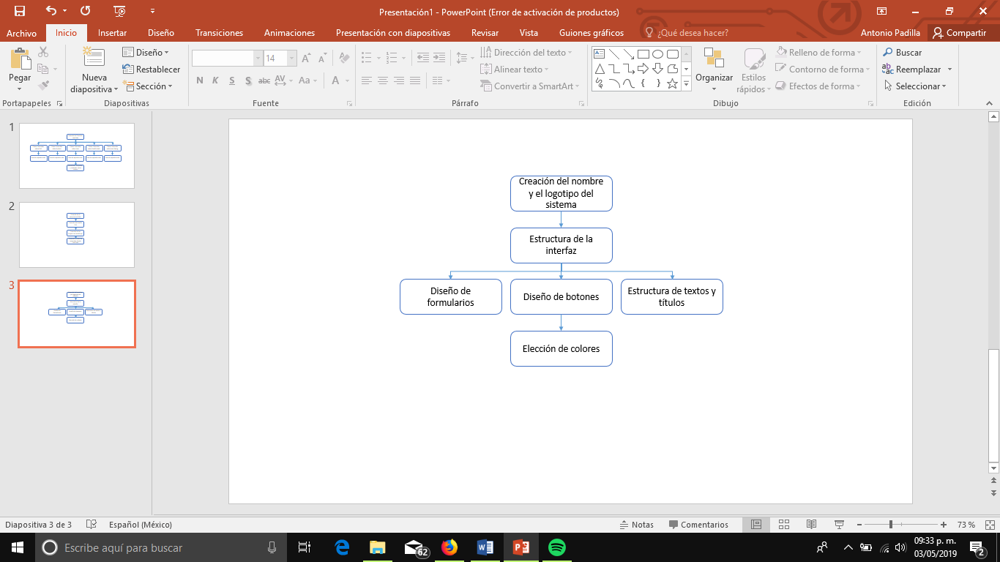 Presentación1 - PowerPoint (Error de activación de productos)
Archivo Inicio Insertar Diseño Transiciones Animaciones Presentación con diapositivas Revisar Vista Guiones gráficos ¿Qué desea hacer? Antonio Padilla Compartir
Pegar
Portapapeles
Nueva
diapositiva
Diseño
Restablecer
Sección
Diapositivas
14
N K S S abc AV Aa A
Fuente
Dirección del texto
Alinear texto
Convertir a SmartArt
Párrafo
Organizar
Estilos
rápidos
Relleno de forma
Contorno de forma
Efectos de forma
Dibujo
Buscar
Reemplazar
Seleccionar
Edición
1
2
3
Creación del nombre
y el logotipo del
sistema
Estructura de la
interfaz
Diseño de
formularios
Diseño de botones
Estructura de textos y
títulos
Elección de colores
Diapositiva 3 de 3 Español (México) Notas Comentarios 73 %
Escribe aquí para buscar
62
09:33 p. m.
03/05/2019
2